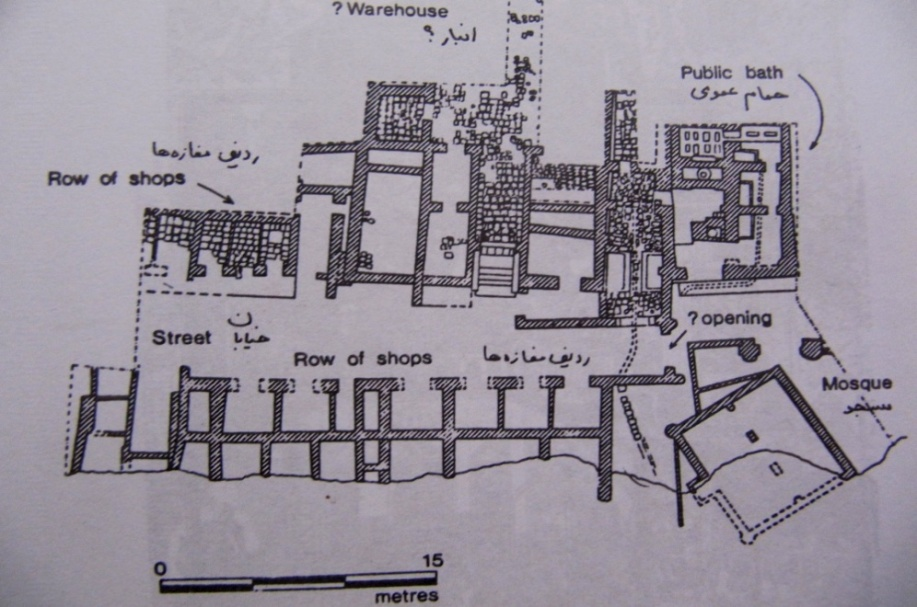 ? Warehouse
انبار ؟
Public bath
حمام عمومی
ردیف مغازه ها
Row of shops
Street
خیابان
Row of shops
ردیف مغازه ها
? opening
Mosque
مسجد
0
15
metres